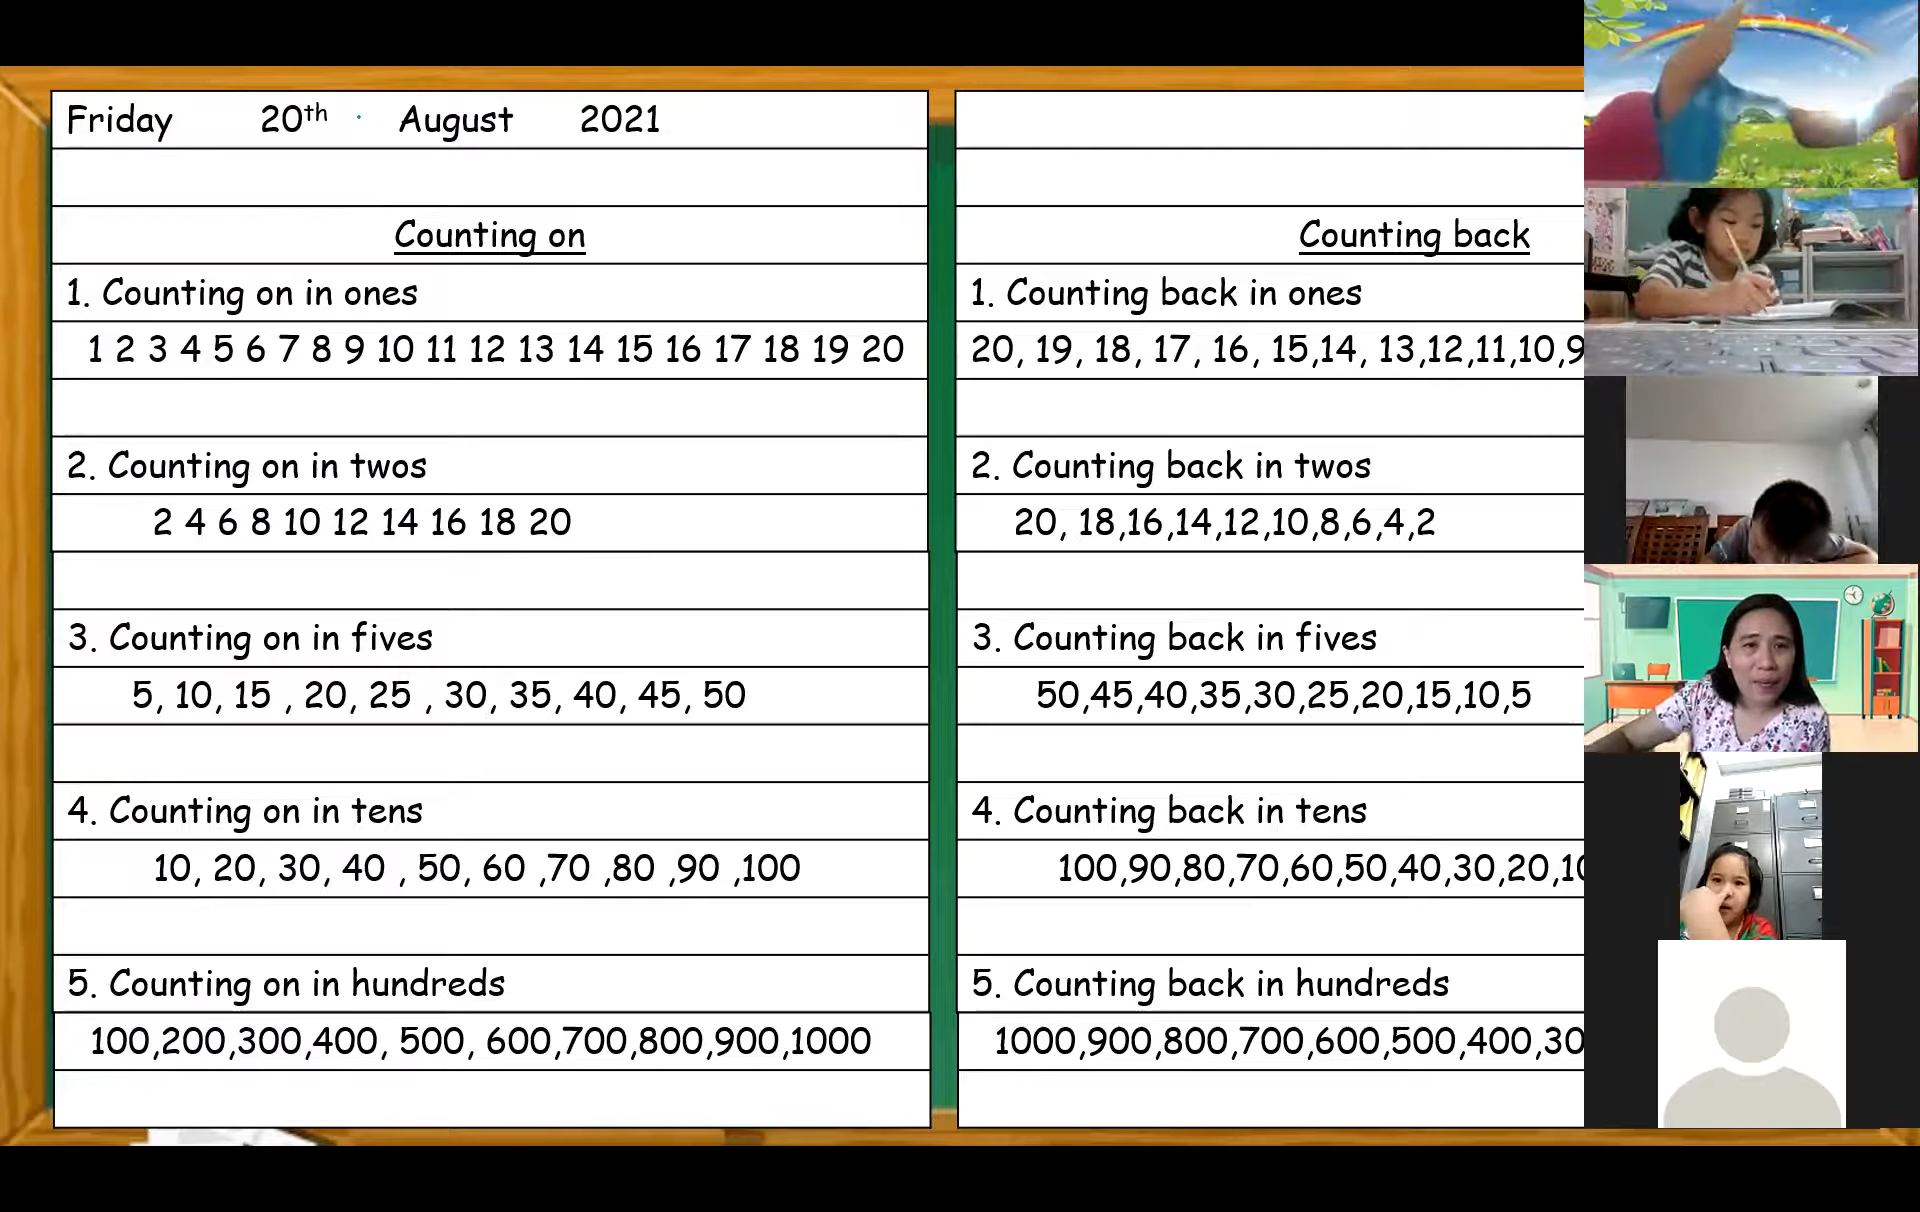 Friday 20th August 2021
Counting on
1. Counting on in ones
1 2 3 4 5 6 7 8 9 10 11 12 13 14 15 16 17 18 19 20
2. Counting on in twos
2 4 6 8 10 12 14 16 18 20
3. Counting on in fives
5, 10, 15 , 20, 25 , 30, 35, 40, 45, 50
4. Counting on in tens
10, 20, 30, 40 , 50, 60 ,70 ,80 ,90 ,100
5. Counting on in hundreds
100,200,300,400, 500, 600,700,800,900,1000
Counting back
1. Counting back in ones
20, 19, 18, 17, 16, 15,14, 13,12,11,10,9
2. Counting back in twos
20, 18,16,14,12,10,8,6,4,2
3. Counting back in fives
50,45,40,35,30,25,20,15,10,5
4. Counting back in tens
100,90,80,70,60,50,40,30,20,10
5. Counting back in hundreds
1000,900,800,700,600,500,400,30